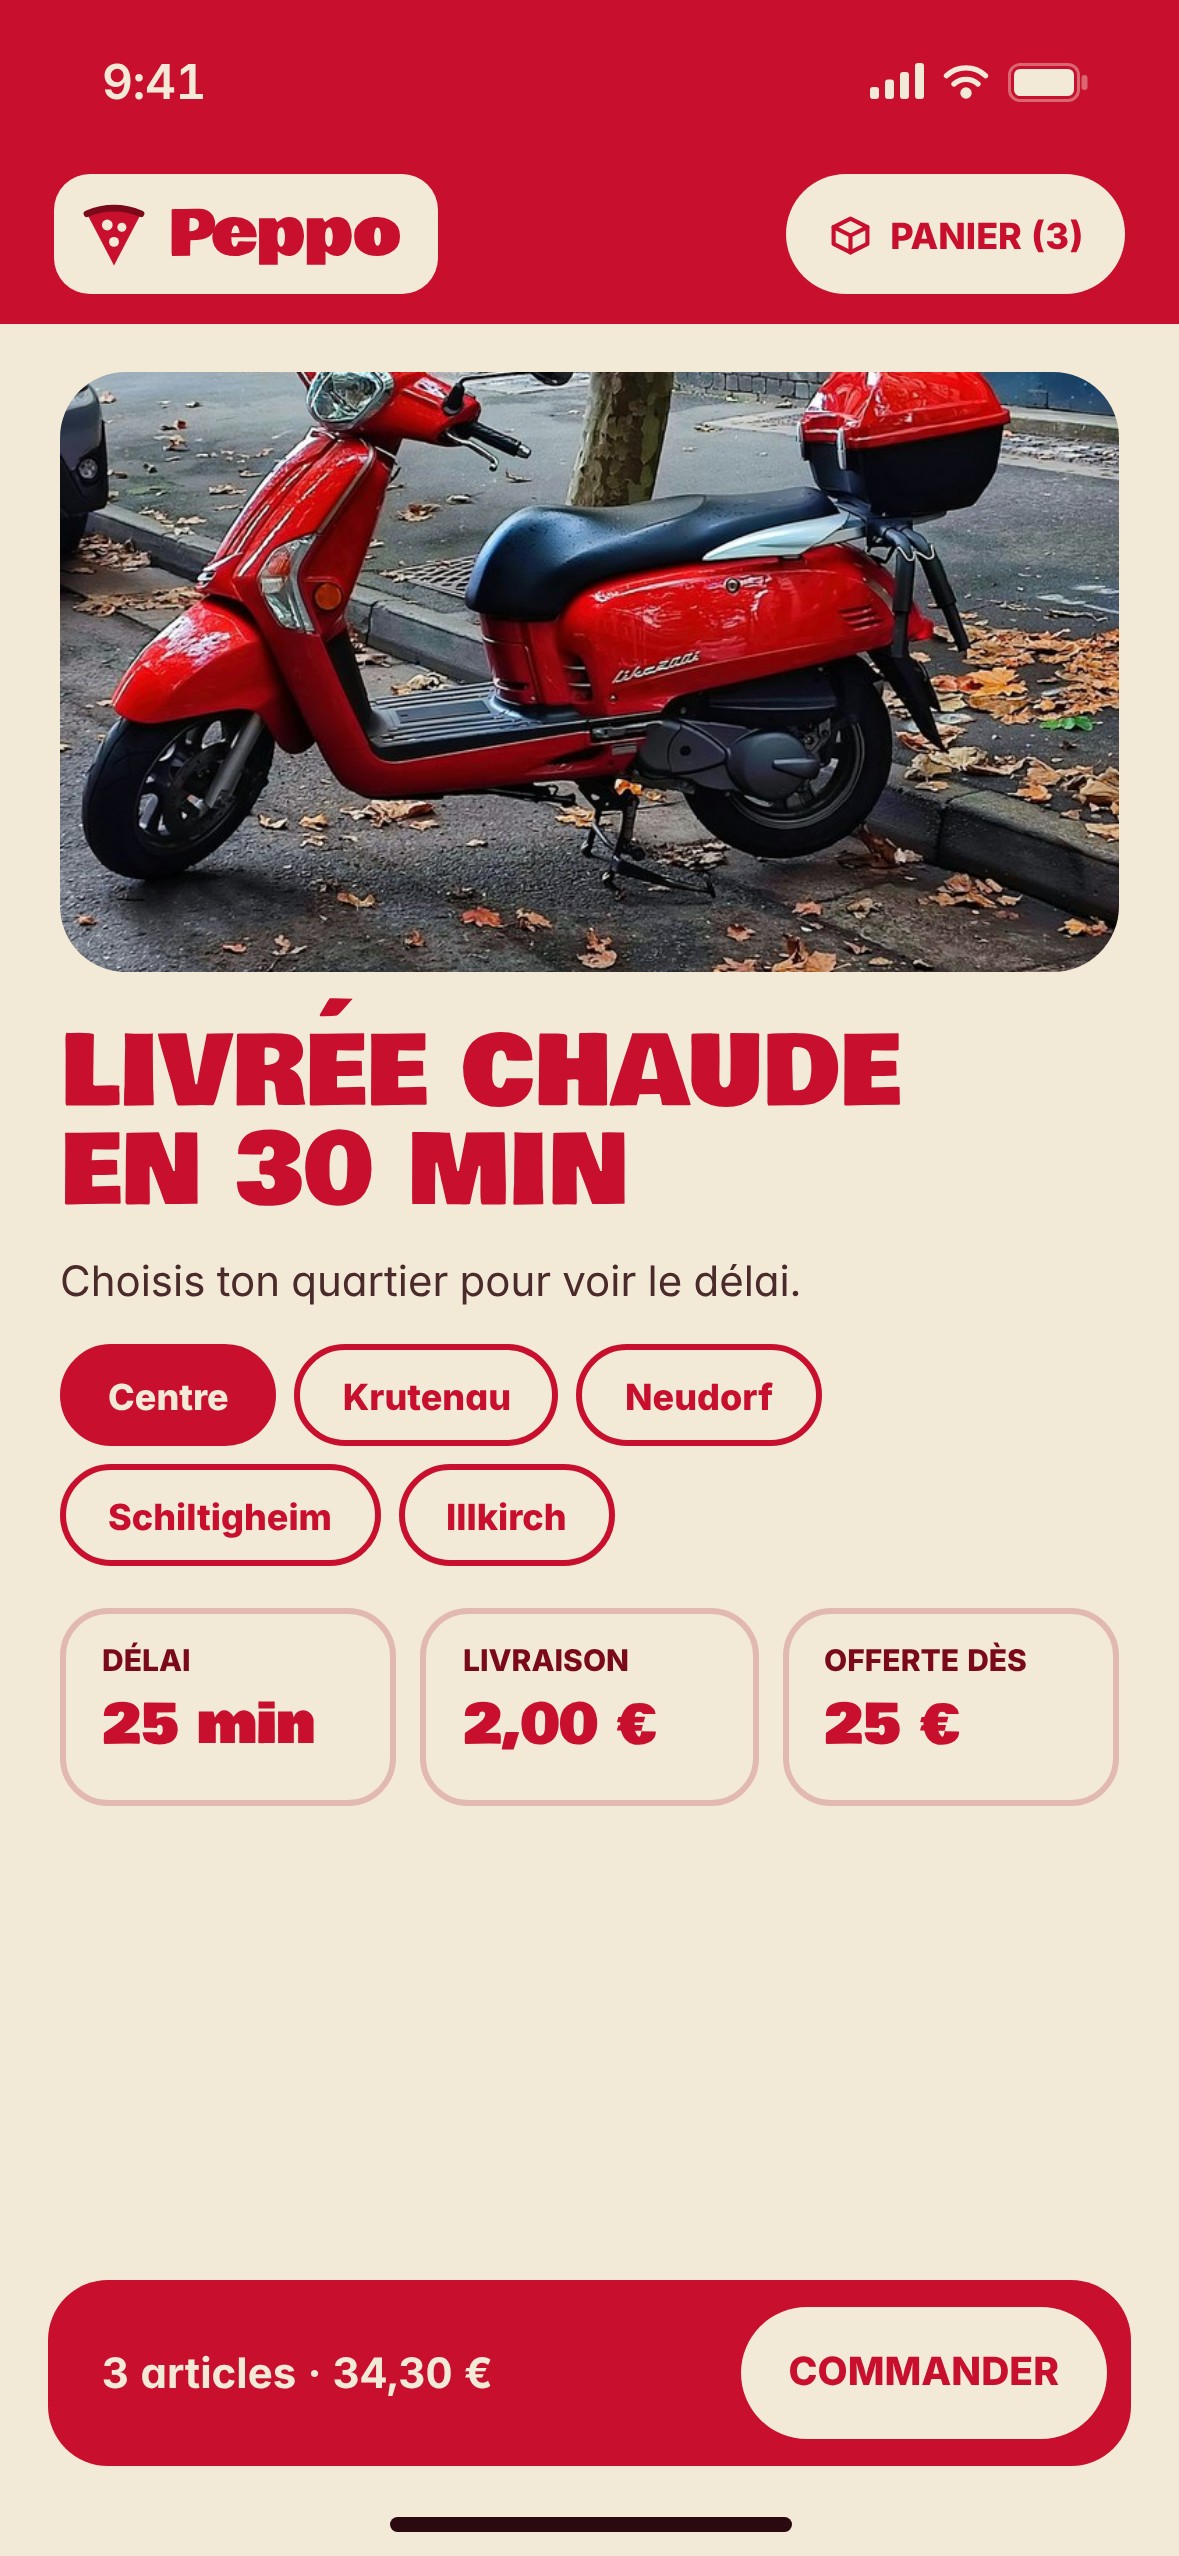 9:41
Peppo
PANIER (3)
Like200i
LIVRÉE CHAUDE
EN 30 MIN
Choisis ton quartier pour voir le délai.
Centre
Krutenau
Neudorf
Schiltigheim
Illkirch
DÉLAI
25 min
LIVRAISON
2,00 €
OFFERTE DÈS
25 €
3 articles · 34,30 €
COMMANDER